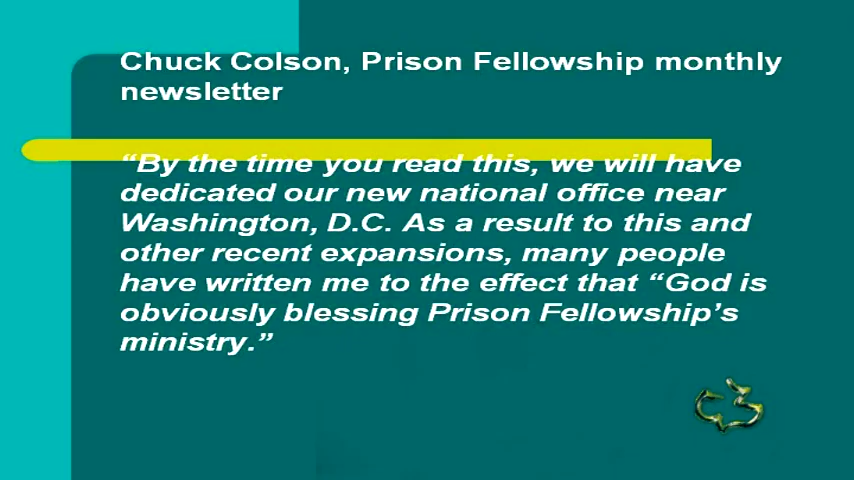 Chuck Colson, Prison Fellowship monthly
newsletter
“By the time you read this, we will have
dedicated our new national office near
Washington, D.C. As a result to this and
other recent expansions, many people
have written me to the effect that “God is
obviously blessing Prison Fellowship’s
ministry.”
C3